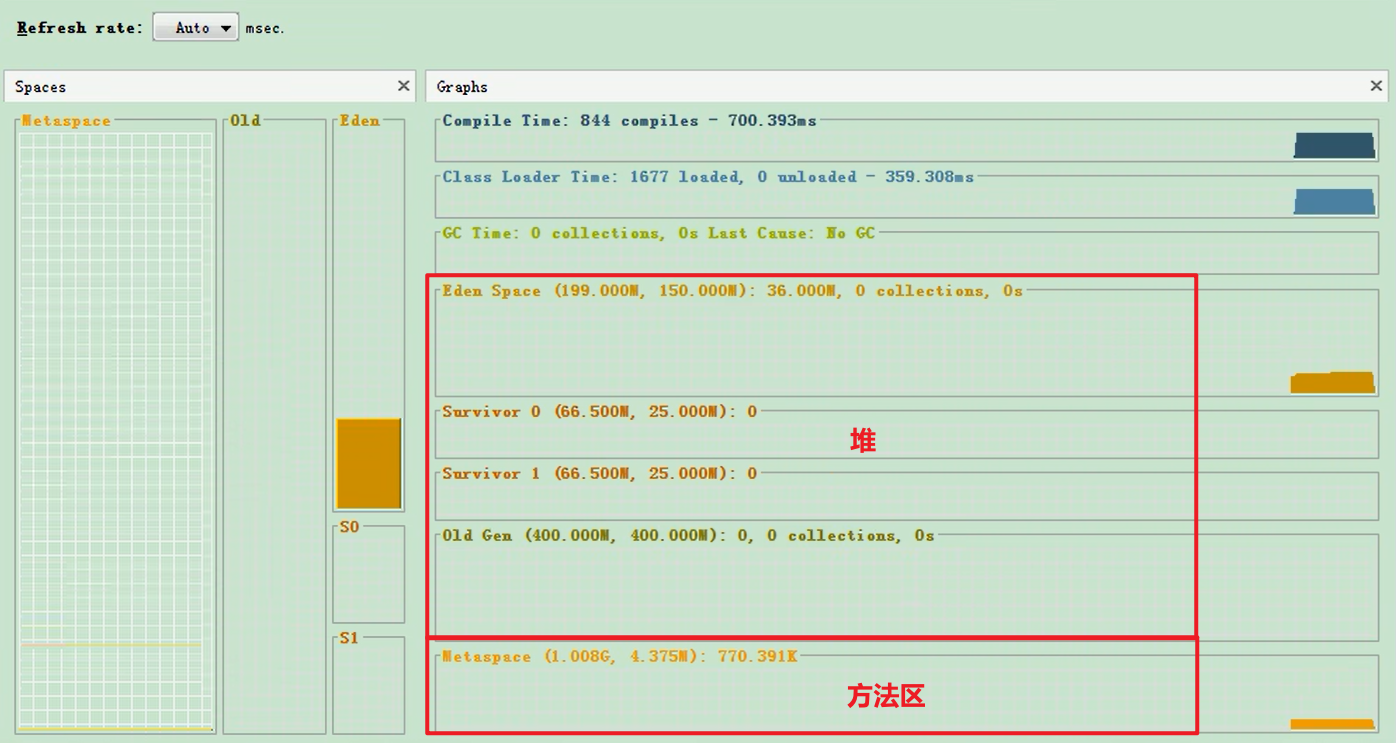 Refresh rate: Auto msec.
Spaces
Graphs
Metaspace
Old
Eden
S0
S1
Compile Time: 844 compiles - 700.393ms
Class Loader Time: 1677 loaded, 0 unloaded - 359.308ms
GC Time: 0 collections, 0s Last Cause: No GC
Eden Space (199.000M, 150.000M): 36.000M, 0 collections, 0s
Survivor 0 (66.500M, 25.000M): 0
堆
Survivor 1 (66.500M, 25.000M): 0
Old Gen (400.000M, 400.000M): 0, 0 collections, 0s
Metaspace (1.008G, 4.375M): 770.391K
方法区